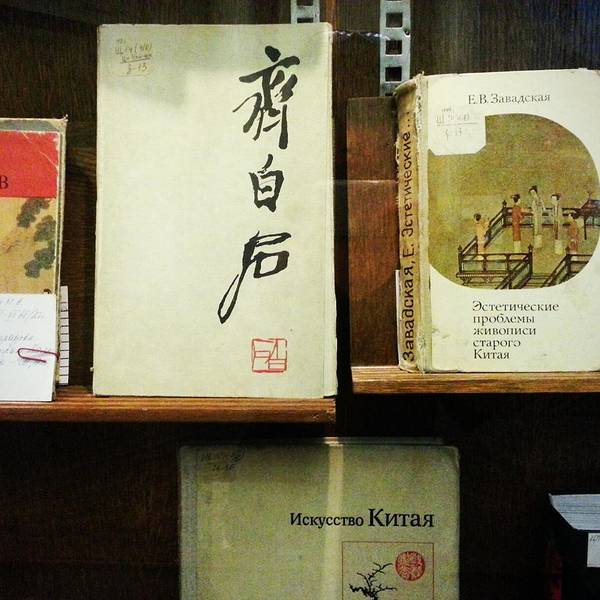 齊
白
石
Е. В. Завадская
Завадская, Е. Эстетические ...
Эстетические
проблемы
живописи
старого
Китая
Искусство Китая